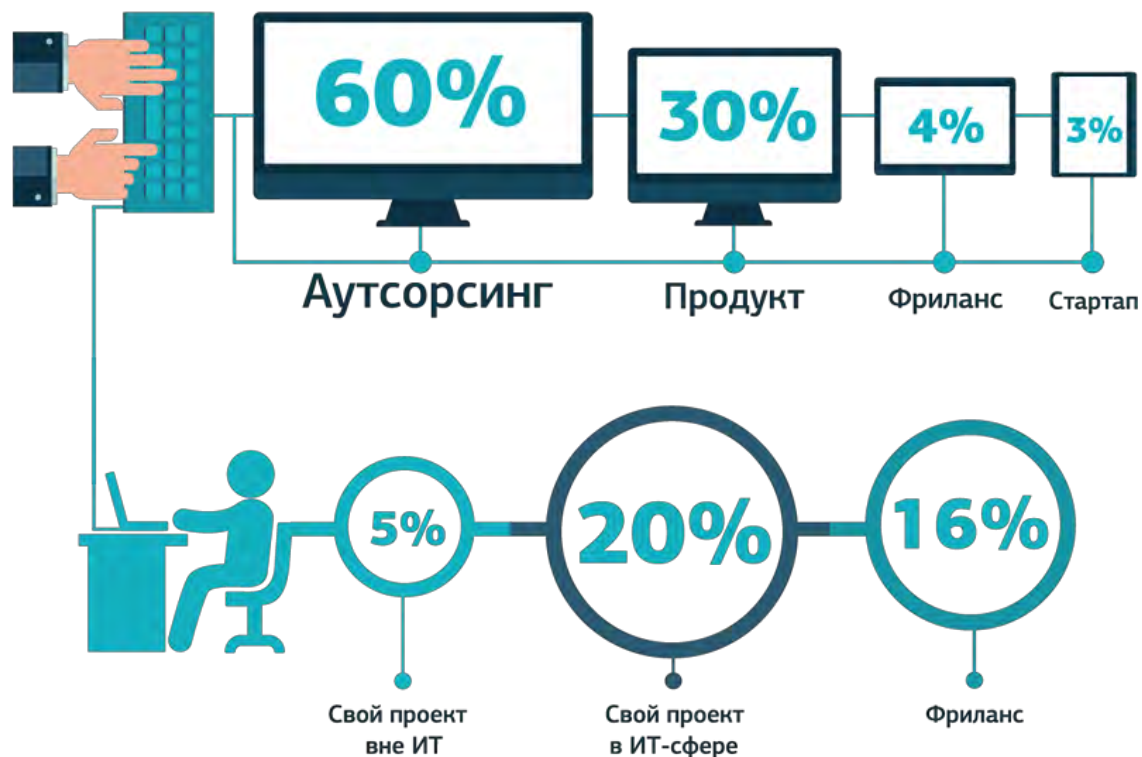 60%
30%
4%
3%
Аутсорсинг
Продукт
Фриланс
Стартап
5%
20%
16%
Свой проект
вне ИТ
Свой проект
в ИТ-сфере
Фриланс